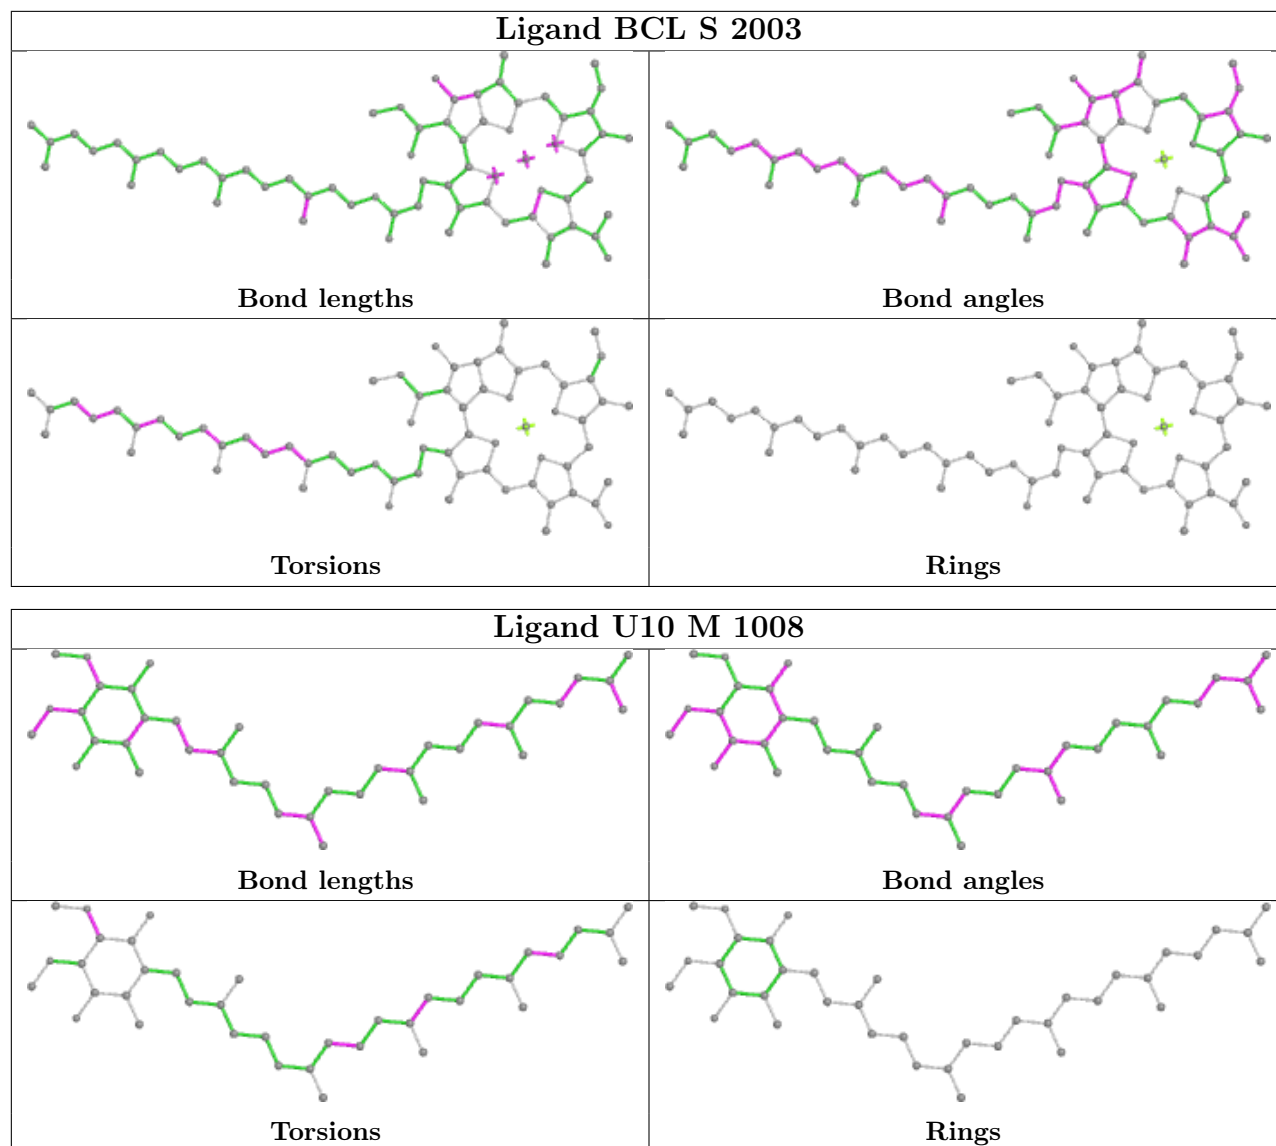 Ligand BCL S 2003
Bond lengths
Bond angles
Torsions
Rings
Ligand U10 M 1008
Bond lengths
Bond angles
Torsions
Rings